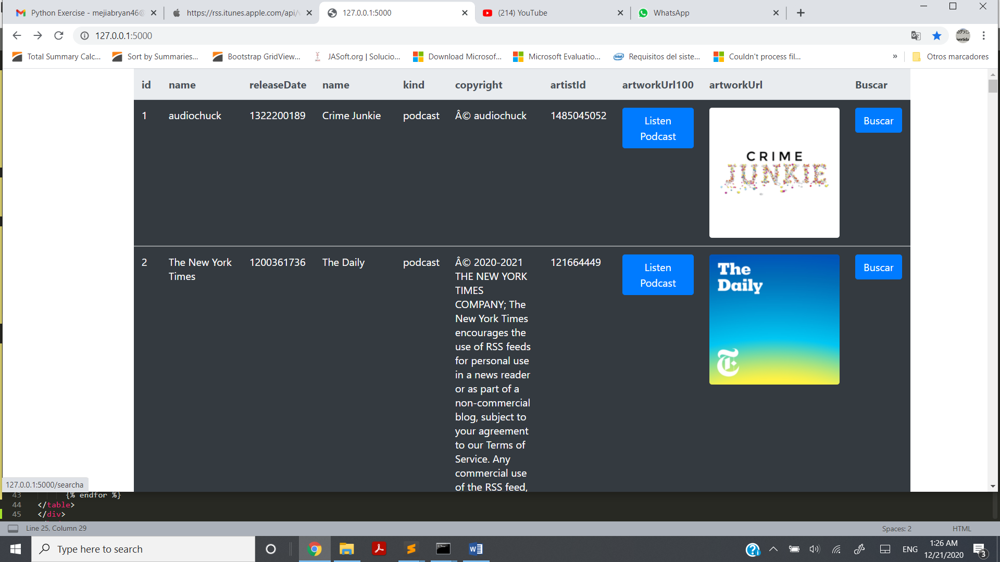 Python Exercise - mejiabryan46@
https://rss.itunes.apple.com/api/
127.0.0.1:5000
(214) YouTube
WhatsApp
127.0.0.1:5000
Total Summary Calc...
Sort by Summaries...
Bootstrap GridView...
JASoft.org | Solucio...
Download Microsof...
Microsoft Evaluatio...
Requisitos del siste...
Couldn't process fil...
»
Otros marcadores
id name releaseDate name kind copyright artistId artworkUrl100 artworkUrl Buscar
1 audiochuck 1322200189 Crime Junkie podcast Â© audiochuck 1485045052 Listen Podcast Buscar
CRIME
JUNKIE
2 The New York Times 1200361736 The Daily podcast Â© 2020-2021
THE NEW YORK
TIMES
COMPANY; The
New York Times
encourages the
use of RSS feeds
for personal use
in a news reader
or as part of a
non-commercial
blog, subject to
your agreement
to our Terms of
Service. Any
commercial use
of the RSS feed,
121664449
Listen
Podcast
The
Daily
Buscar
127.0.0.1:5000/searcha
43 {% endfor %}
44 </table>
45 </div>
Line 25, Column 29
Spaces: 2
HTML
Type here to search
ENG
1:26 AM
12/21/2020
3